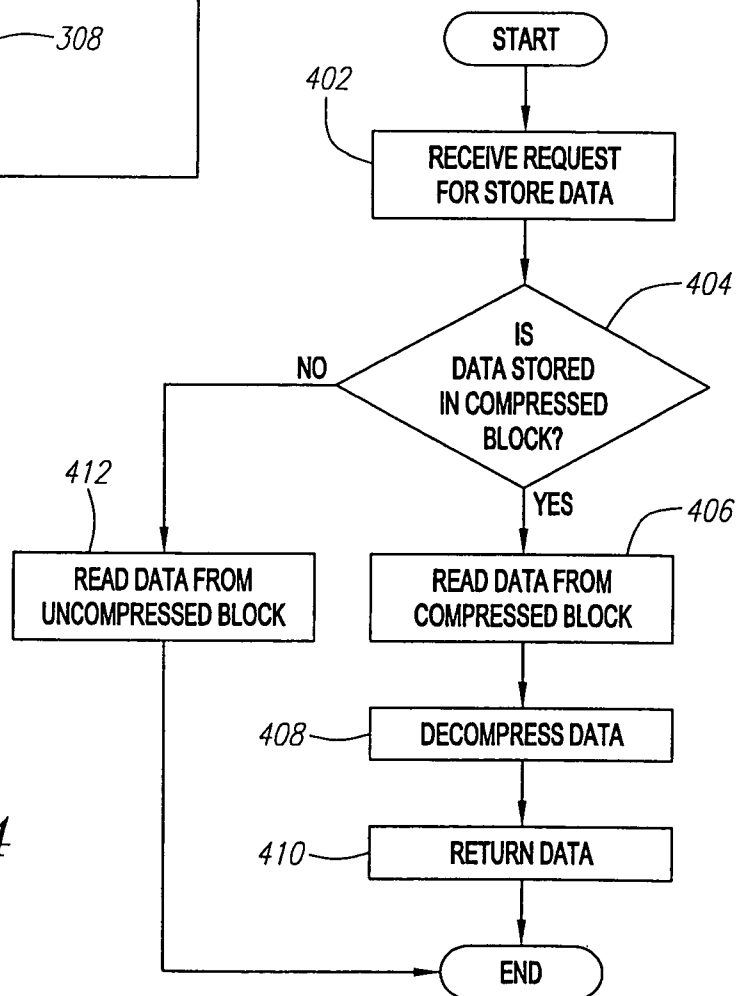 308
START
402
RECEIVE REQUEST
FOR STORE DATA
404
IS
DATA STORED
IN COMPRESSED
BLOCK?
NO
YES
412
406
READ DATA FROM
UNCOMPRESSED BLOCK
READ DATA FROM
COMPRESSED BLOCK
408
DECOMPRESS DATA
410
RETURN DATA
END